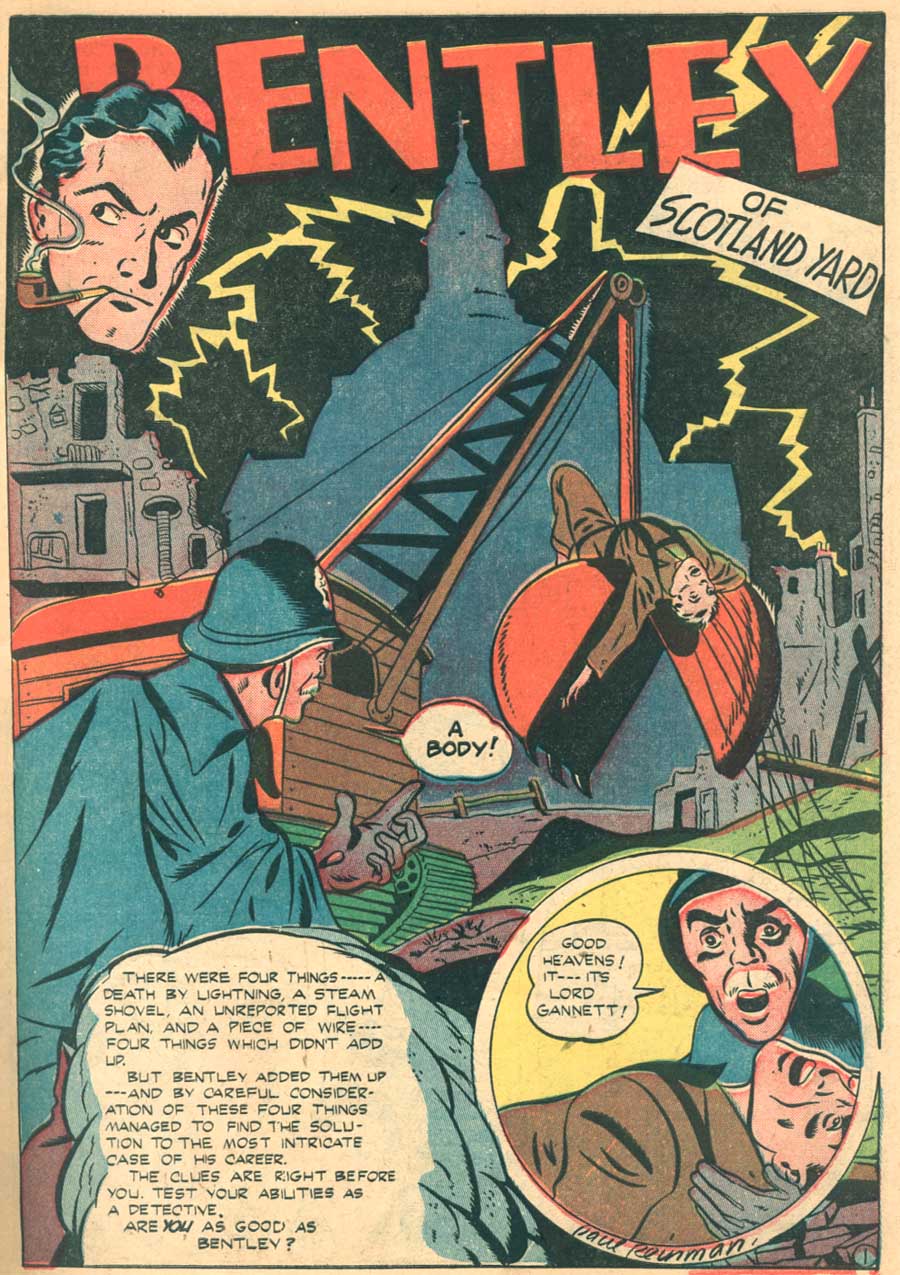 BENTLEY
OF
SCOTLAND YARD
A
BODY!
THERE WERE FOUR THINGS----- A
DEATH BY LIGHTNING, A STEAM
SHOVEL, AN UNREPORTED FLIGHT
PLAN, AND A PIECE OF WIRE----
FOUR THINGS WHICH DIDN'T ADD
UP.
BUT BENTLEY ADDED THEM UP
---AND BY CAREFUL CONSIDER-
ATION OF THESE FOUR THINGS
MANAGED TO FIND THE SOLU-
TION TO THE MOST INTRICATE
CASE OF HIS CAREER.
THE CLUES ARE RIGHT BEFORE
YOU. TEST YOUR ABILITIES AS
A DETECTIVE.
ARE YOU AS GOOD AS
BENTLEY?
GOOD
HEAVENS!
IT--- IT'S
LORD
GANNETT!
Paul Reinman.
1